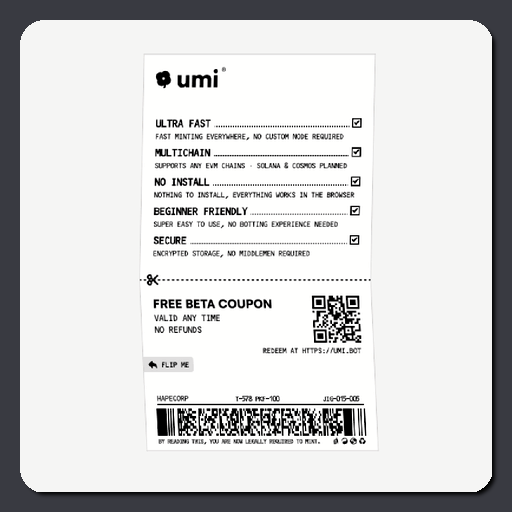 umi®
ULTRA FAST
FAST MINTING EVERYWHERE, NO CUSTOM NODE REQUIRED
MULTICHAIN
SUPPORTS ANY EVM CHAINS - SOLANA & COSMOS PLANNED
NO INSTALL
NOTHING TO INSTALL, EVERYTHING WORKS IN THE BROWSER
BEGINNER FRIENDLY
SUPER EASY TO USE, NO BOTTING EXPERIENCE NEEDED
SECURE
ENCRYPTED STORAGE, NO MIDDLEMEN REQUIRED
FREE BETA COUPON
VALID ANY TIME
NO REFUNDS
REDEEM AT HTTPS://UMI.BOT
FLIP ME
HAPECORP T-578 PKF-100 JIG-015-005
BY READING THIS, YOU ARE NOW LEGALLY REQUIRED TO MINT.